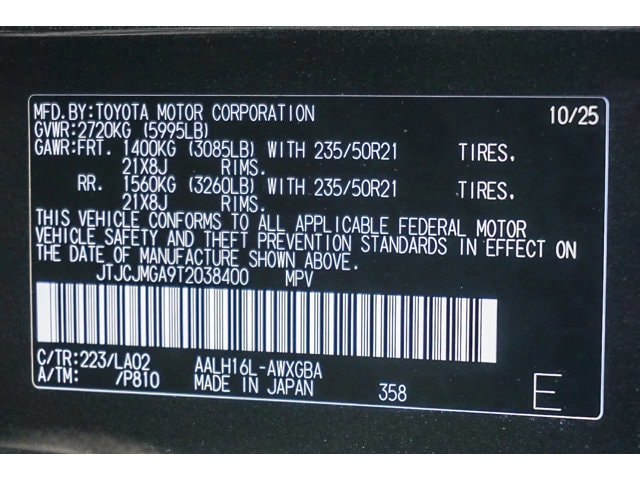 MFD.BY:TOYOTA MOTOR CORPORATION 10/25
GVWR:2720KG (5995LB)
GAWR:FRT. 1400KG (3085LB) WITH 235/50R21 TIRES,
21X8J RIMS.
RR. 1560KG (3260LB) WITH 235/50R21 TIRES,
21X8J RIMS.
THIS VEHICLE CONFORMS TO ALL APPLICABLE FEDERAL MOTOR
VEHICLE SAFETY AND THEFT PREVENTION STANDARDS IN EFFECT ON
THE DATE OF MANUFACTURE SHOWN ABOVE.
JTJCJMGA9T2038400 MPV
C/TR:223/LA02 AALH16L-AWXGBA
A/TM: /P810 MADE IN JAPAN 358 E